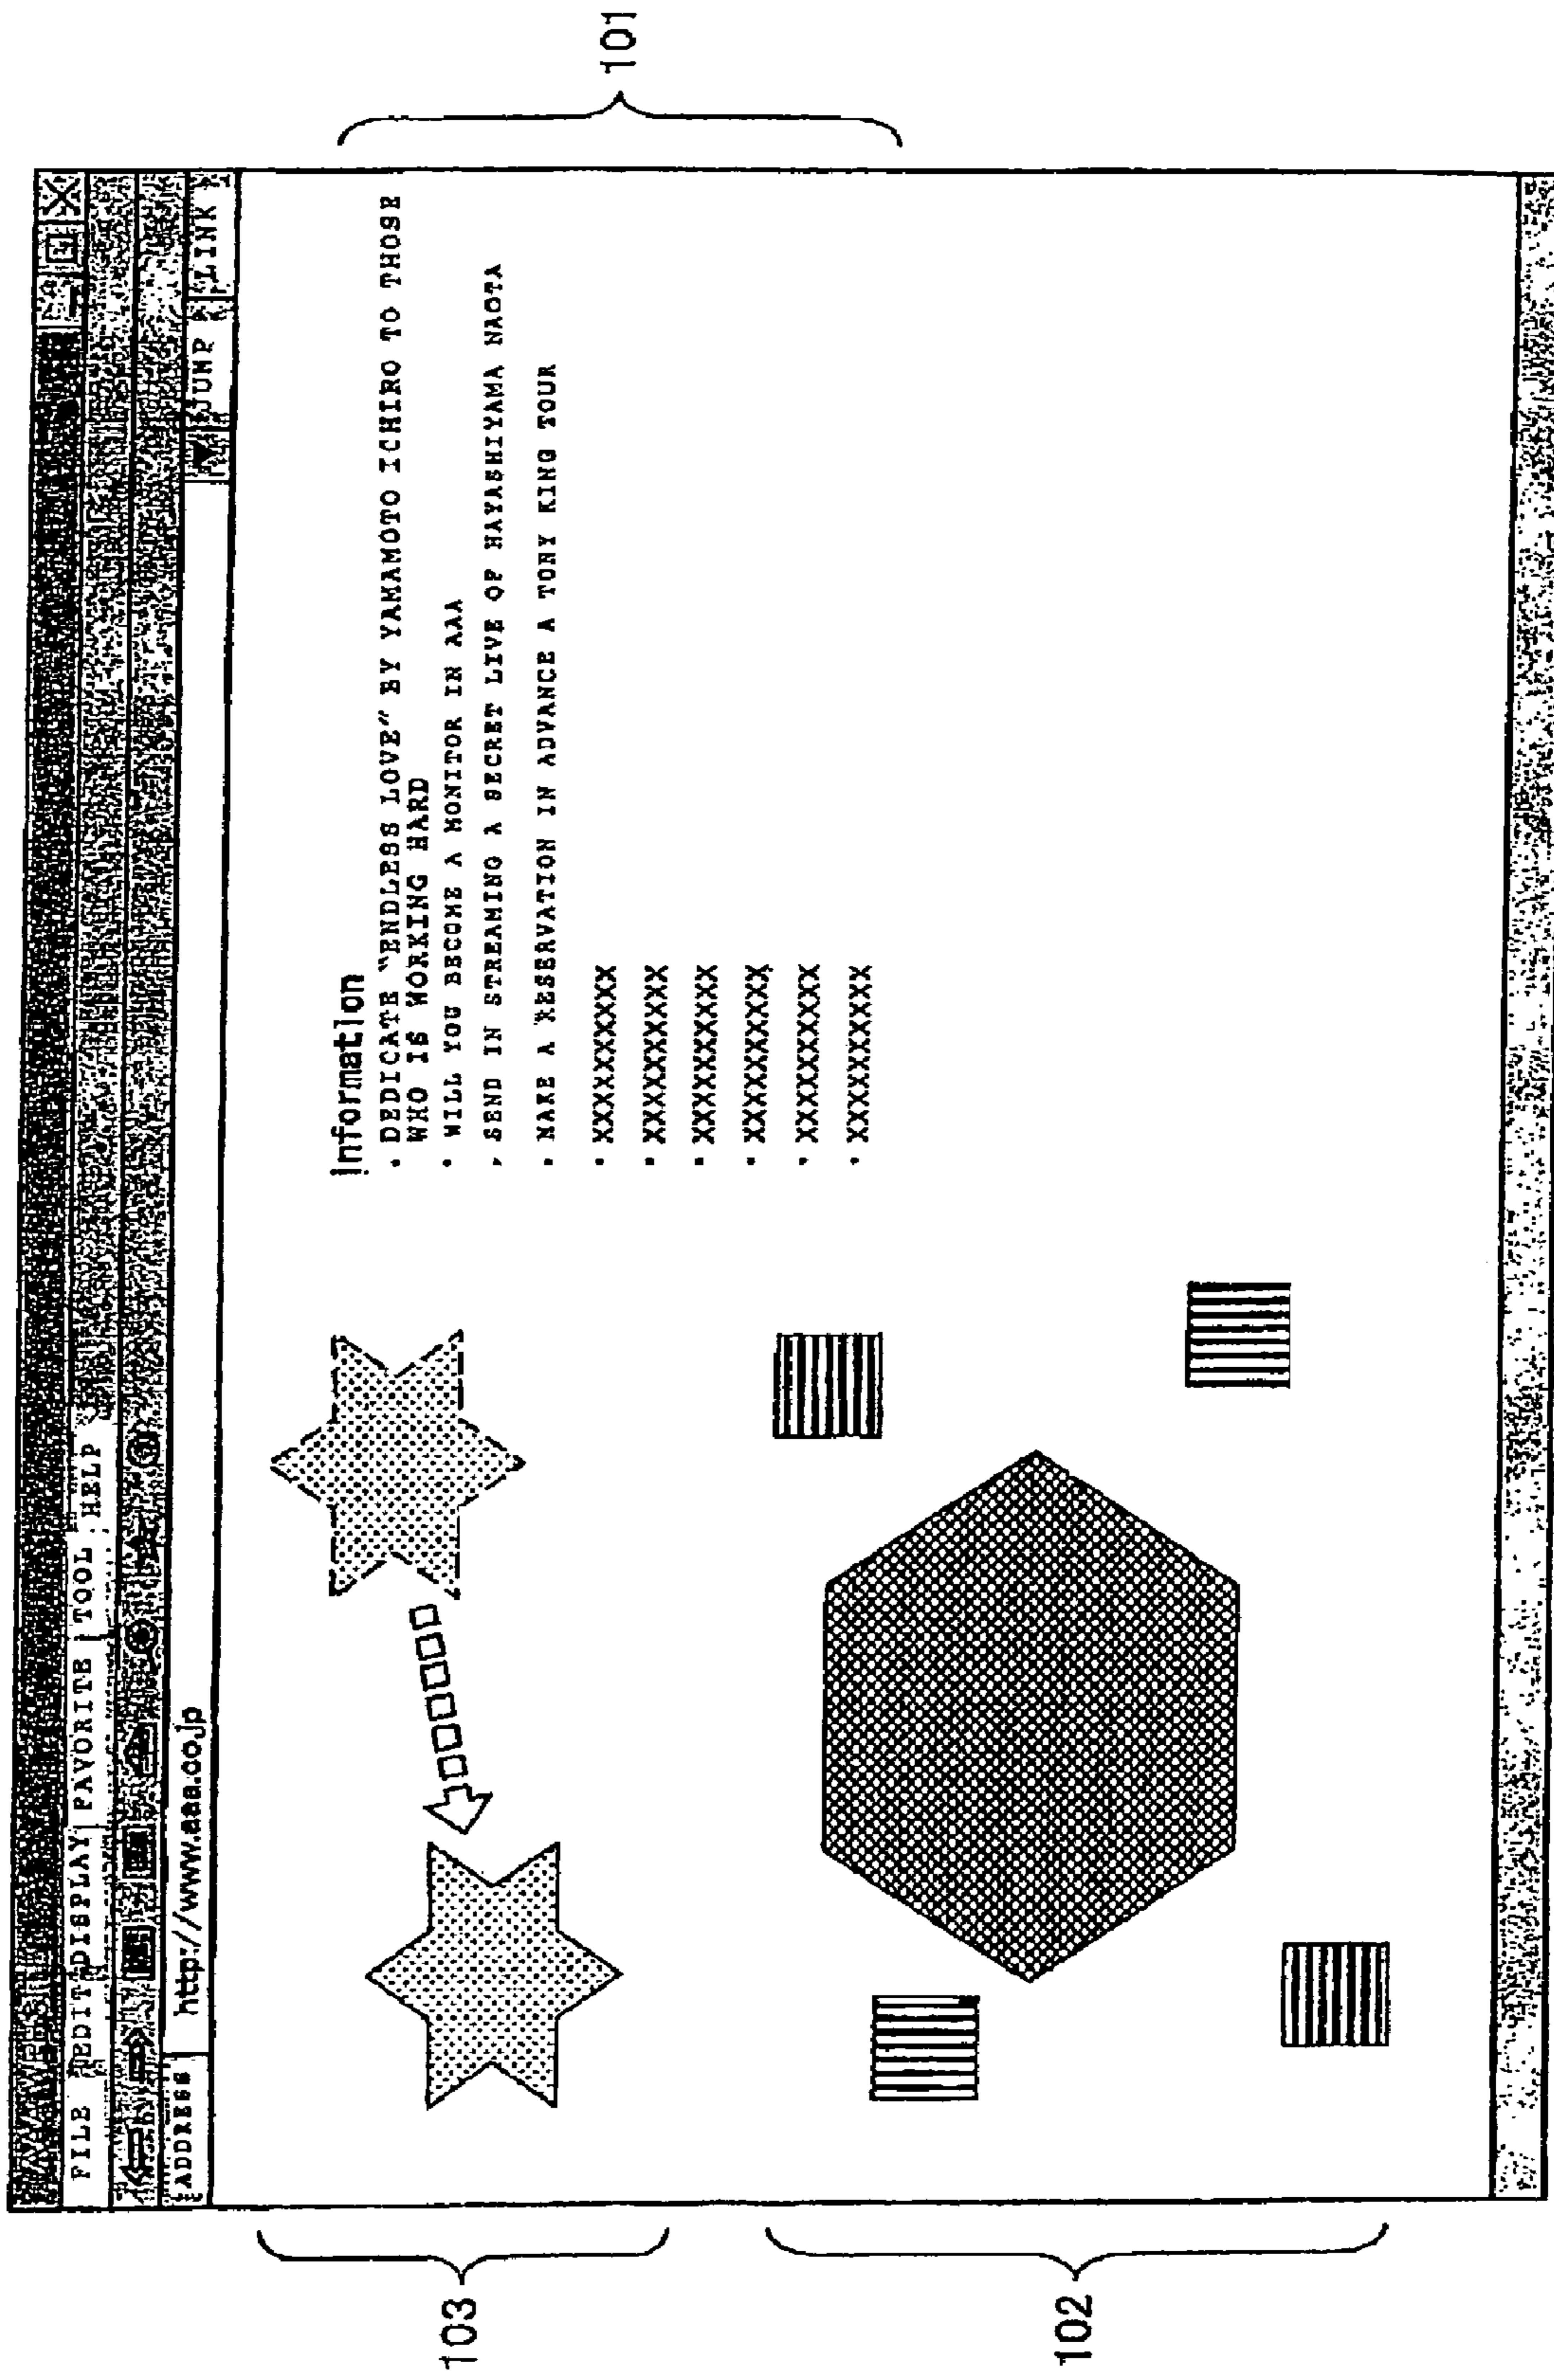 FILE EDIT DISPLAY FAVORITE TOOL HELP
ADDRESS http://www.aaa.co.jp JUMP LINK
Information
· DEDICATE "ENDLESS LOVE" BY YAMAMOTO ICHIRO TO THOSE
WHO IS WORKING HARD
· WILL YOU BECOME A MONITOR IN AAA
· SEND IN STREAMING A SECRET LIVE OF HAYASHIYAMA NAOTA
· MAKE A RESERVATION IN ADVANCE A TONY KING TOUR
· XXXXXXXXXX
· XXXXXXXXXX
· XXXXXXXXXX
· XXXXXXXXXX
· XXXXXXXXXX
· XXXXXXXXXX
101
103
102